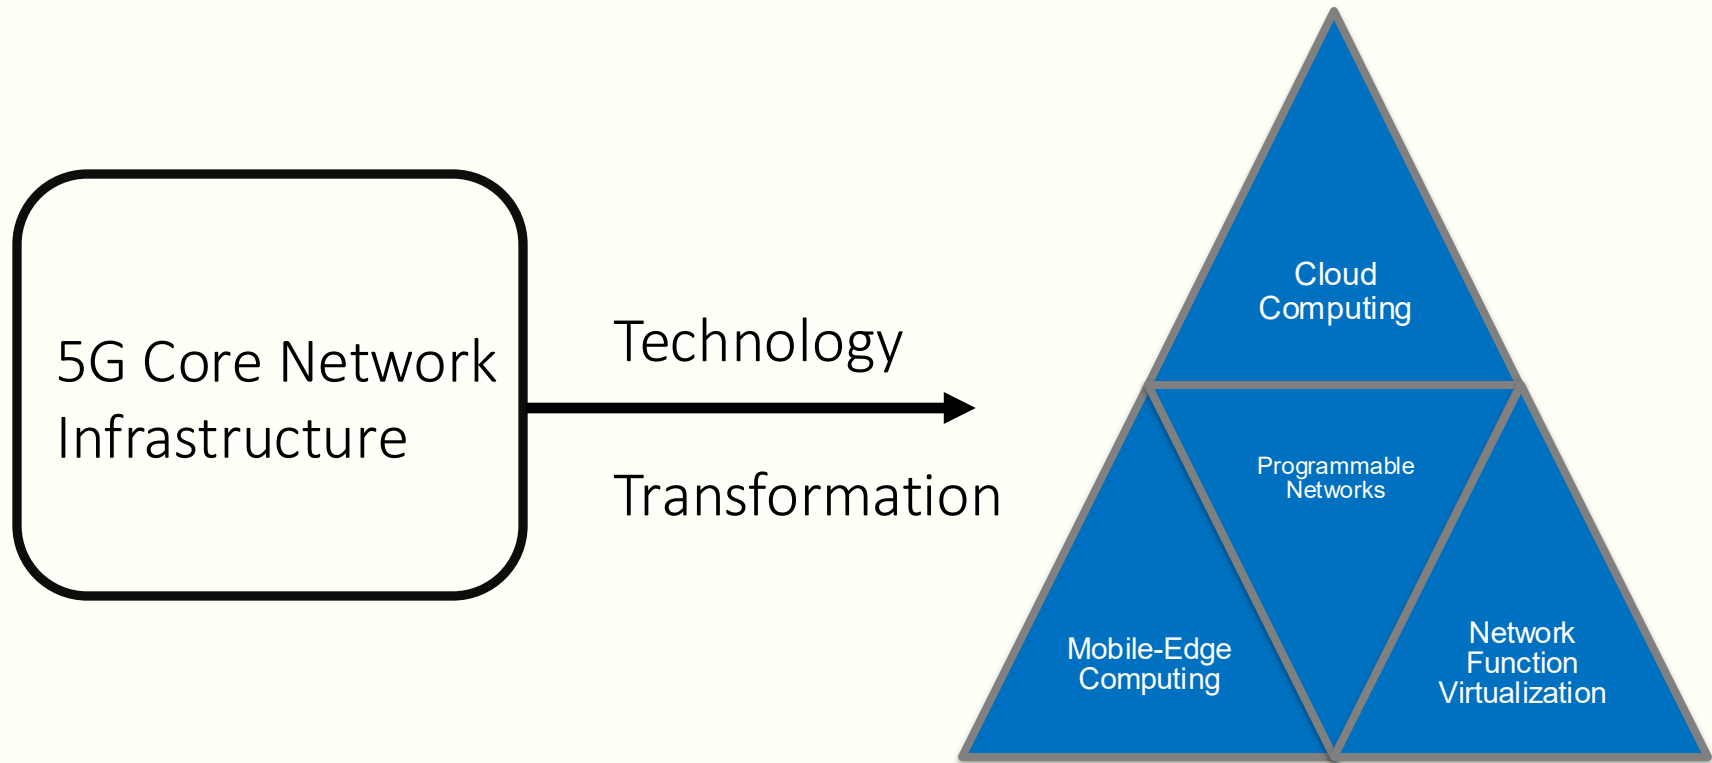 5G Core Network
Infrastructure
Technology
Transformation
Cloud
Computing
Programmable
Networks
Mobile-Edge
Computing
Network
Function
Virtualization